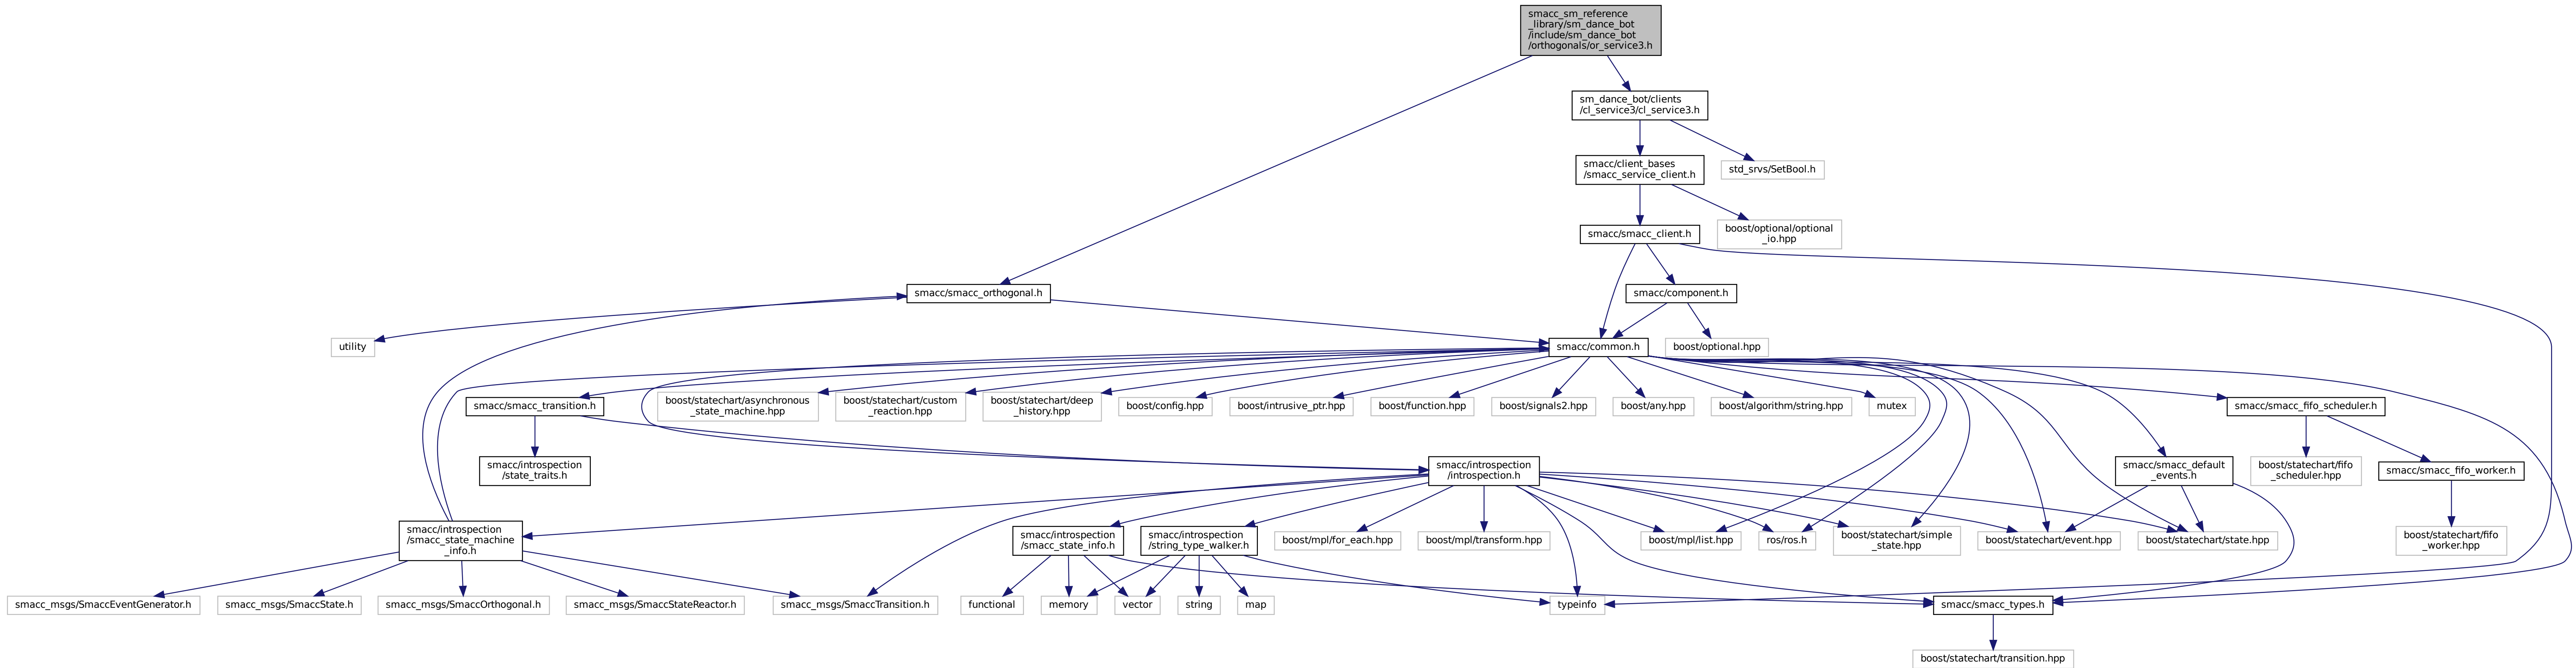 smacc_sm_reference
_library/sm_dance_bot
/include/sm_dance_bot
/orthogonals/or_service3.h
sm_dance_bot/clients
/cl_service3/cl_service3.h
smacc/client_bases
/smacc_service_client.h
std_srvs/SetBool.h
smacc/smacc_client.h
boost/optional/optional
_io.hpp
smacc/smacc_orthogonal.h
smacc/component.h
utility
smacc/common.h
boost/optional.hpp
smacc/smacc_transition.h
boost/statechart/asynchronous
_state_machine.hpp
boost/statechart/custom
_reaction.hpp
boost/statechart/deep
_history.hpp
boost/config.hpp
boost/intrusive_ptr.hpp
boost/function.hpp
boost/signals2.hpp
boost/any.hpp
boost/algorithm/string.hpp
mutex
smacc/smacc_fifo_scheduler.h
smacc/introspection
/state_traits.h
smacc/introspection
/introspection.h
smacc/smacc_default
_events.h
boost/statechart/fifo
_scheduler.hpp
smacc/smacc_fifo_worker.h
smacc/introspection
/smacc_state_machine
_info.h
smacc/introspection
/smacc_state_info.h
smacc/introspection
/string_type_walker.h
boost/mpl/for_each.hpp
boost/mpl/transform.hpp
boost/mpl/list.hpp
ros/ros.h
boost/statechart/simple
_state.hpp
boost/statechart/event.hpp
boost/statechart/state.hpp
boost/statechart/fifo
_worker.hpp
smacc_msgs/SmaccEventGenerator.h
smacc_msgs/SmaccState.h
smacc_msgs/SmaccOrthogonal.h
smacc_msgs/SmaccStateReactor.h
smacc_msgs/SmaccTransition.h
functional
memory
vector
string
map
typeinfo
smacc/smacc_types.h
boost/statechart/transition.hpp